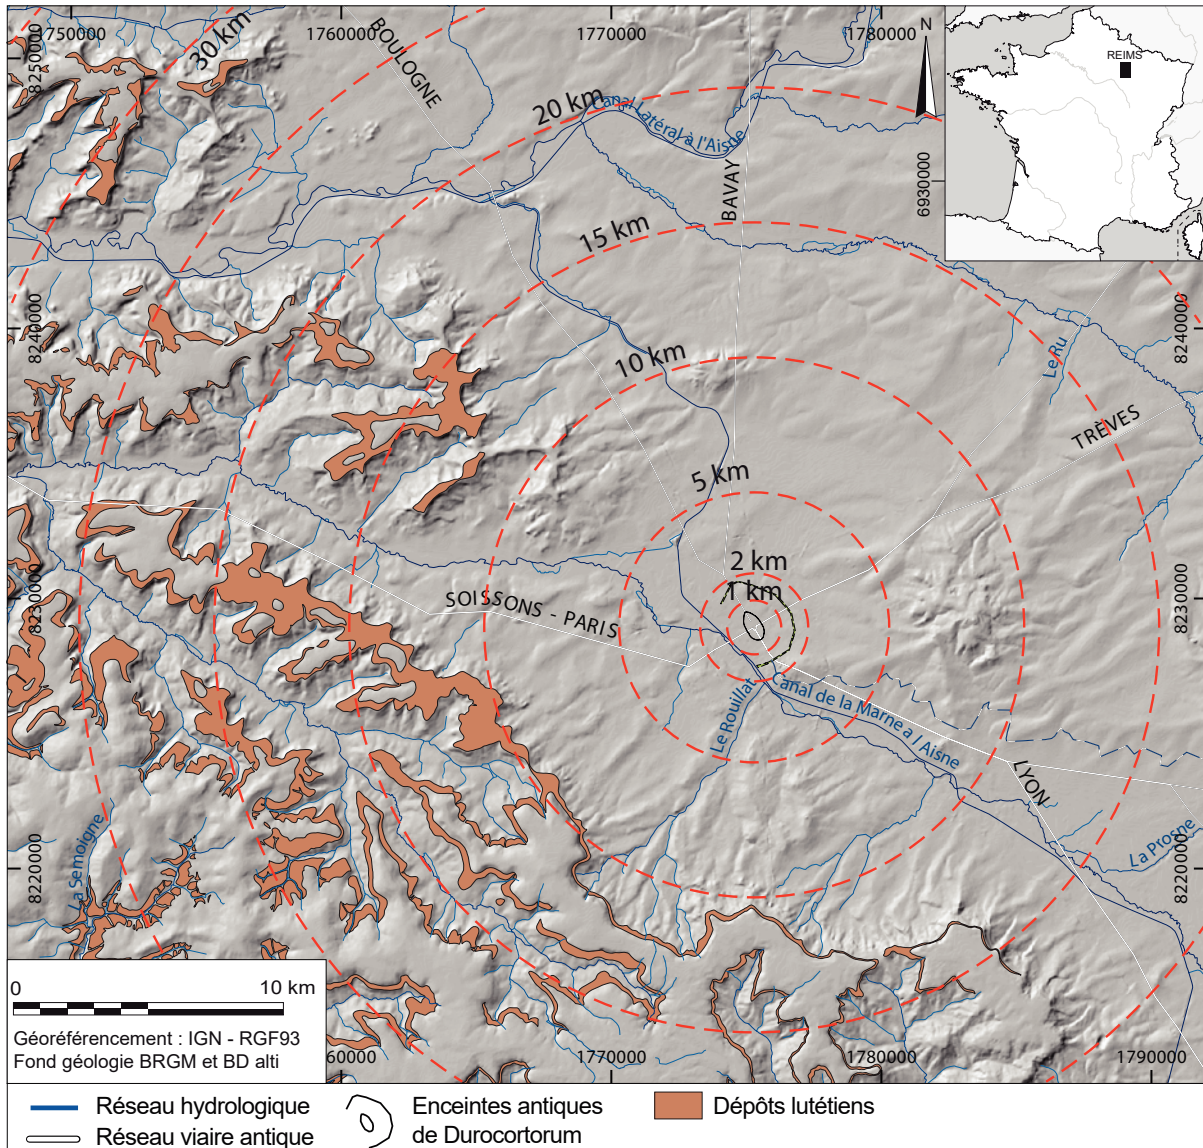 1750000
1760000
1770000
1780000
N
REIMS
8250000
30 km
BOULOGNE
20 km
Canal Latéral à l'Aisne
BAVAY
6930000
15 km
8240000
8240000
10 km
Le Ru
TRÈVES
5 km
2 km
1 km
8230000
8230000
SOISSONS - PARIS
Le Rouillat
Canal de la Marne a l'Aisne
LYON
La Prosne
La Semoigne
8220000
8220000
0 10 km
Géoréférencement : IGN - RGF93
Fond géologie BRGM et BD alti
60000
1770000
1780000
1790000
Réseau hydrologique
Réseau viaire antique
Enceintes antiques
de Durocortorum
Dépôts lutétiens